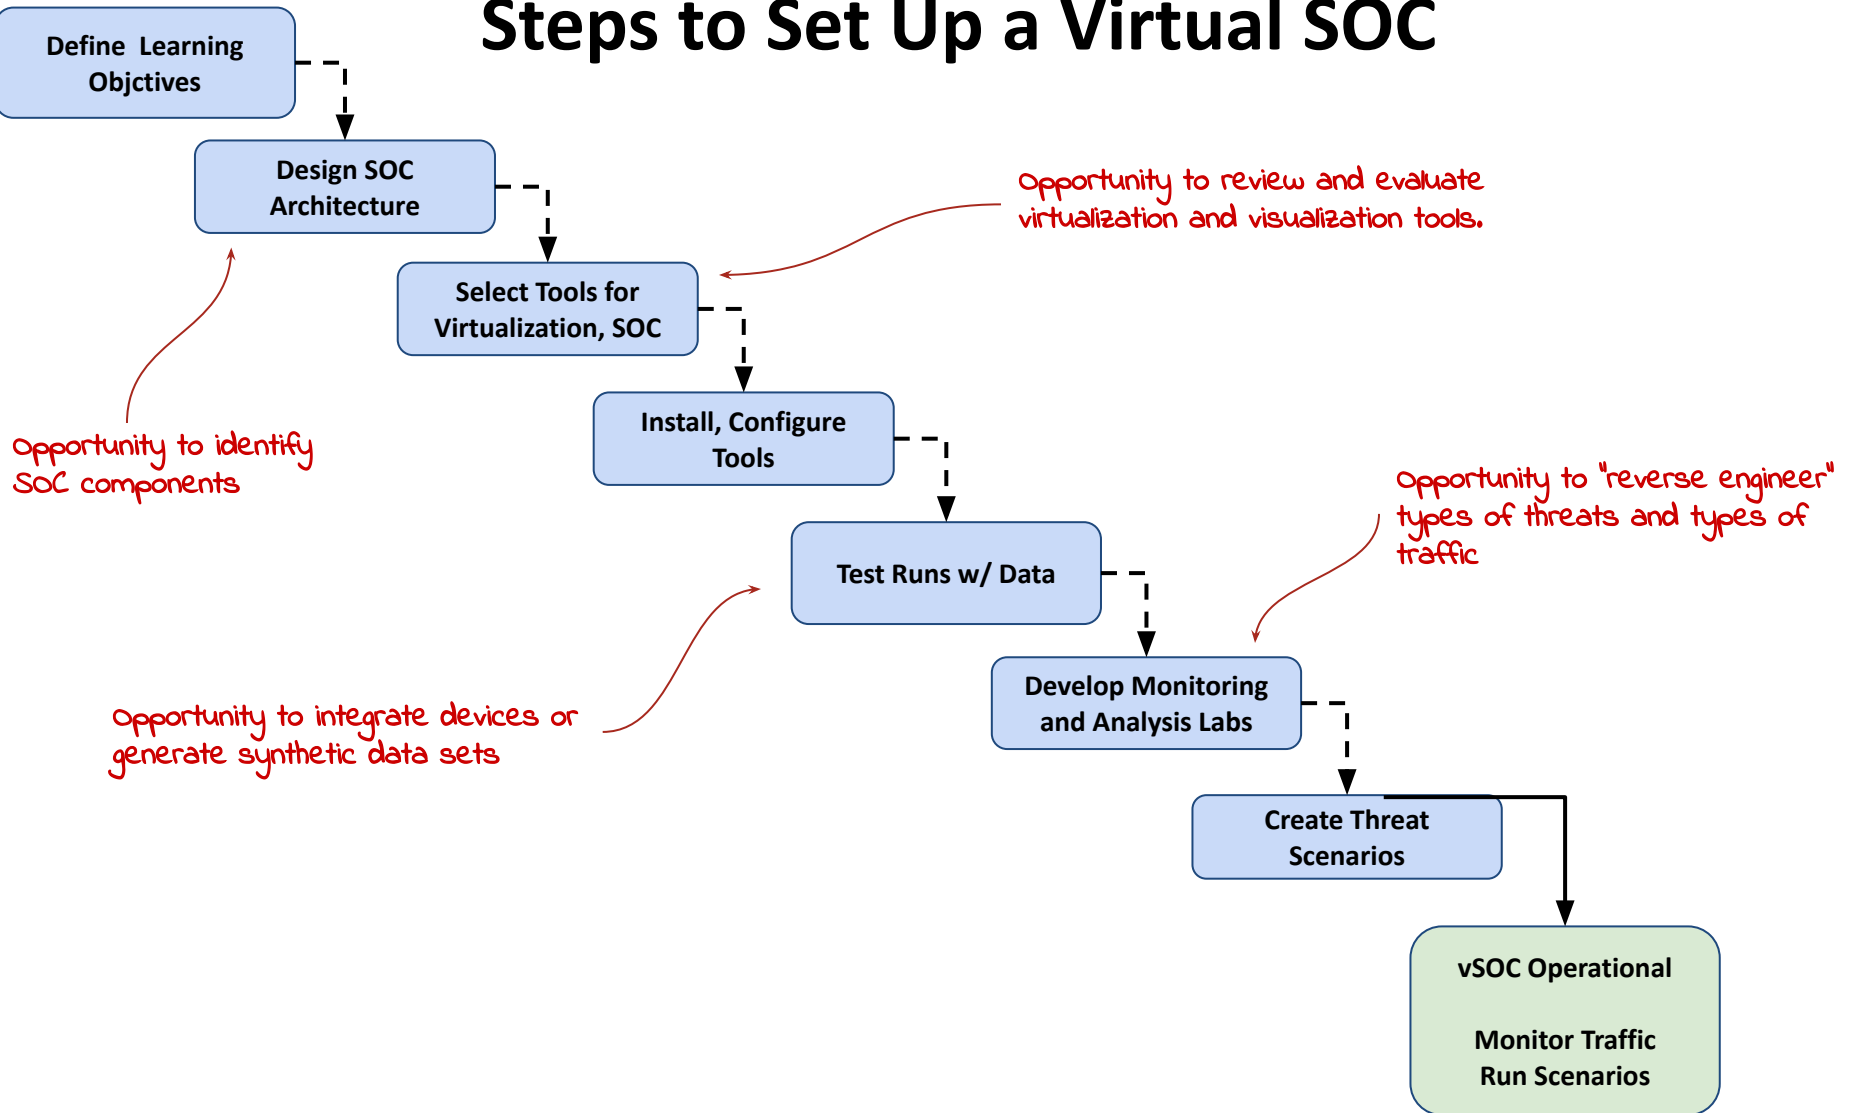 Steps to Set Up a Virtual SOC
Define  Learning
Objctives
Design SOC
Architecture
Opportunity to review and evaluate
virtualization and visualization tools.
Select Tools for
Virtualization, SOC
Install, Configure
Tools
Opportunity to identify
SOC components
Opportunity to "reverse engineer"
types of threats and types of
traffic
Test Runs w/ Data
Develop Monitoring
and Analysis Labs
Opportunity to integrate devices or
generate synthetic data sets
Create Threat
Scenarios
vSOC Operational
Monitor Traffic
Run Scenarios